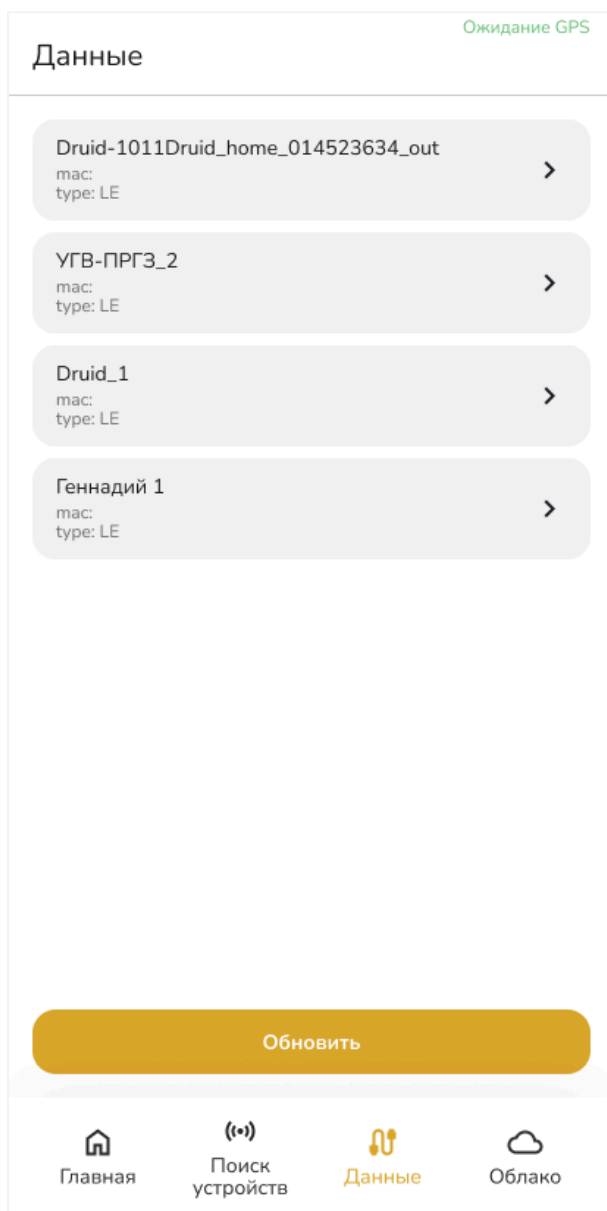 Ожидание GPS
Данные
Druid-1011Druid_home_014523634_out
mac:
type: LE
УГВ-ПРГЗ_2
mac:
type: LE
Druid_1
mac:
type: LE
Геннадий 1
mac:
type: LE
Обновить
Главная
Поиск
устройств
Данные
Облако